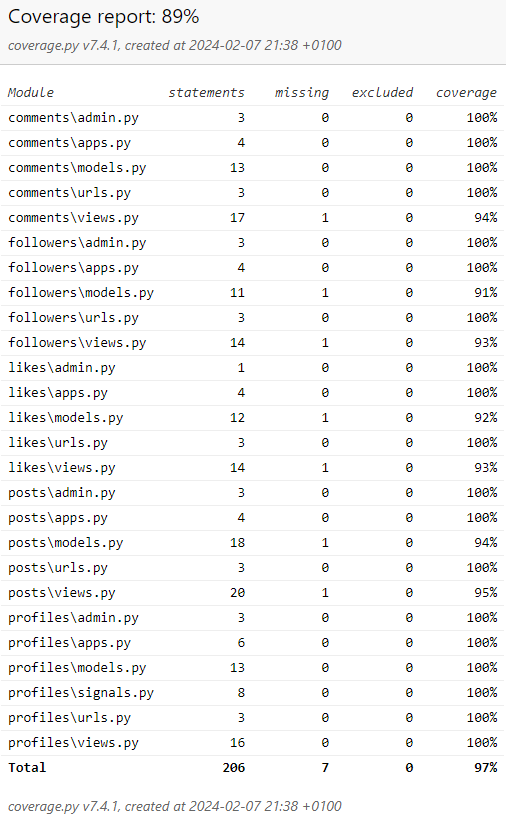 Coverage report: 89%
coverage.py v7.4.1, created at 2024-02-07 21:38 +0100
Module statements missing excluded coverage
comments\admin.py 3 0 0 100%
comments\apps.py 4 0 0 100%
comments\models.py 13 0 0 100%
comments\urls.py 3 0 0 100%
comments\views.py 17 1 0 94%
followers\admin.py 3 0 0 100%
followers\apps.py 4 0 0 100%
followers\models.py 11 1 0 91%
followers\urls.py 3 0 0 100%
followers\views.py 14 1 0 93%
likes\admin.py 1 0 0 100%
likes\apps.py 4 0 0 100%
likes\models.py 12 1 0 92%
likes\urls.py 3 0 0 100%
likes\views.py 14 1 0 93%
posts\admin.py 3 0 0 100%
posts\apps.py 4 0 0 100%
posts\models.py 18 1 0 94%
posts\urls.py 3 0 0 100%
posts\views.py 20 1 0 95%
profiles\admin.py 3 0 0 100%
profiles\apps.py 6 0 0 100%
profiles\models.py 13 0 0 100%
profiles\signals.py 8 0 0 100%
profiles\urls.py 3 0 0 100%
profiles\views.py 16 0 0 100%
Total 206 7 0 97%
coverage.py v7.4.1, created at 2024-02-07 21:38 +0100